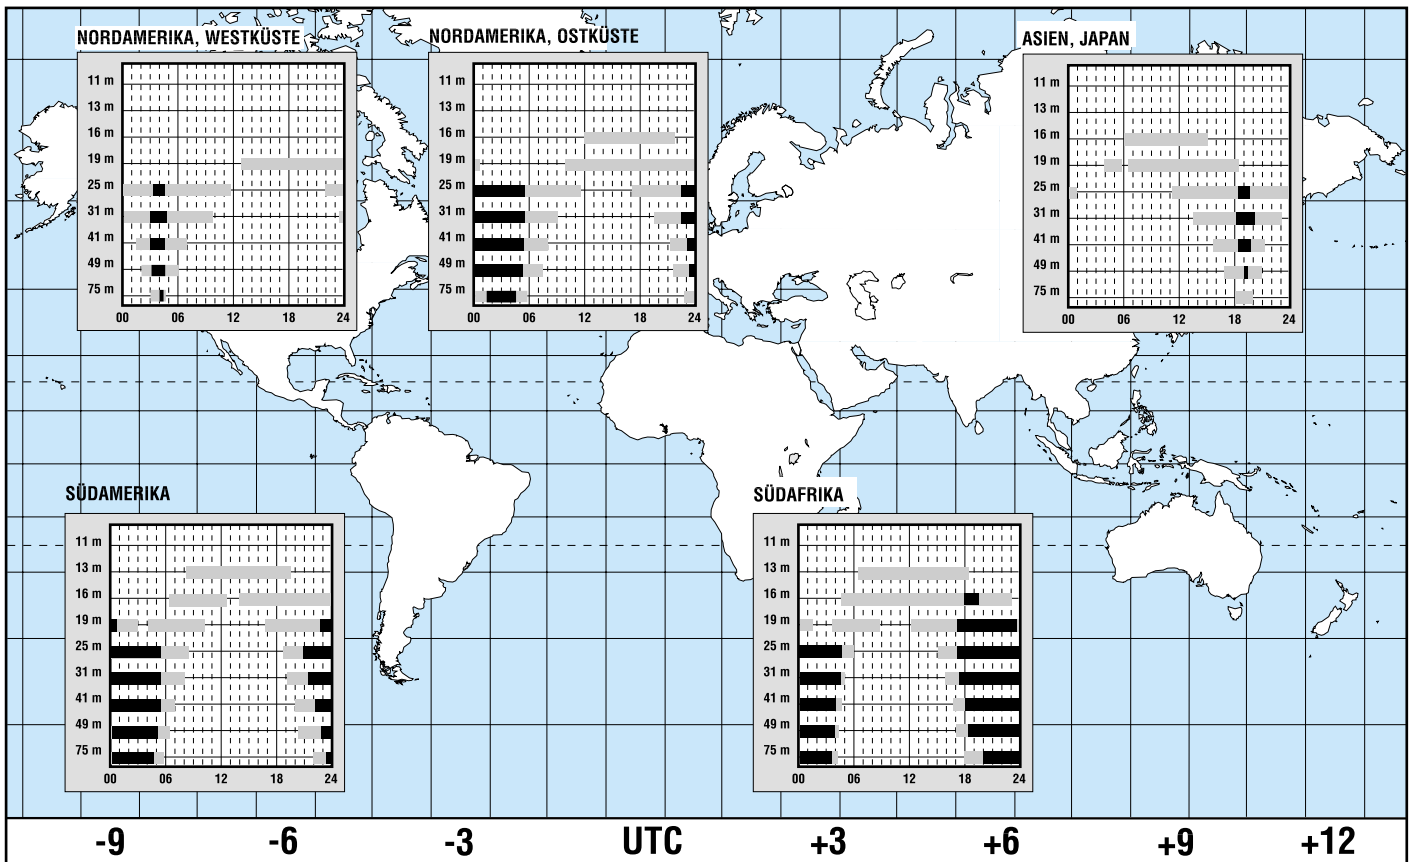 NORDAMERIKA, WESTKÜSTE
11 m
13 m
16 m
19 m
25 m
31 m
41 m
49 m
75 m
00 06 12 18 24
NORDAMERIKA, OSTKÜSTE
11 m
13 m
16 m
19 m
25 m
31 m
41 m
49 m
75 m
00 06 12 18 24
ASIEN, JAPAN
11 m
13 m
16 m
19 m
25 m
31 m
41 m
49 m
75 m
00 06 12 18 24
SÜDAMERIKA
11 m
13 m
16 m
19 m
25 m
31 m
41 m
49 m
75 m
00 06 12 18 24
SÜDAFRIKA
11 m
13 m
16 m
19 m
25 m
31 m
41 m
49 m
75 m
00 06 12 18 24
-9 -6 -3 UTC +3 +6 +9 +12